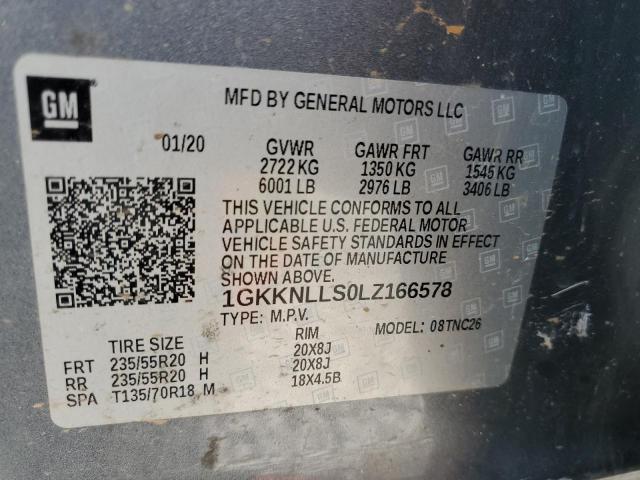 GM
MFD BY GENERAL MOTORS LLC
01/20 GVWR GAWR FRT GAWR RR
2722 KG 1350 KG 1545 KG
6001 LB 2976 LB 3406 LB
THIS VEHICLE CONFORMS TO ALL
APPLICABLE U.S. FEDERAL MOTOR
VEHICLE SAFETY STANDARDS IN EFFECT
ON THE DATE OF MANUFACTURE
SHOWN ABOVE.
1GKKNLLS0LZ166578
TYPE: M.P.V. MODEL: 08TNC26
TIRE SIZE RIM
FRT 235/55R20 H 20X8J
RR 235/55R20 H 20X8J
SPA T135/70R18 M 18X4.5B